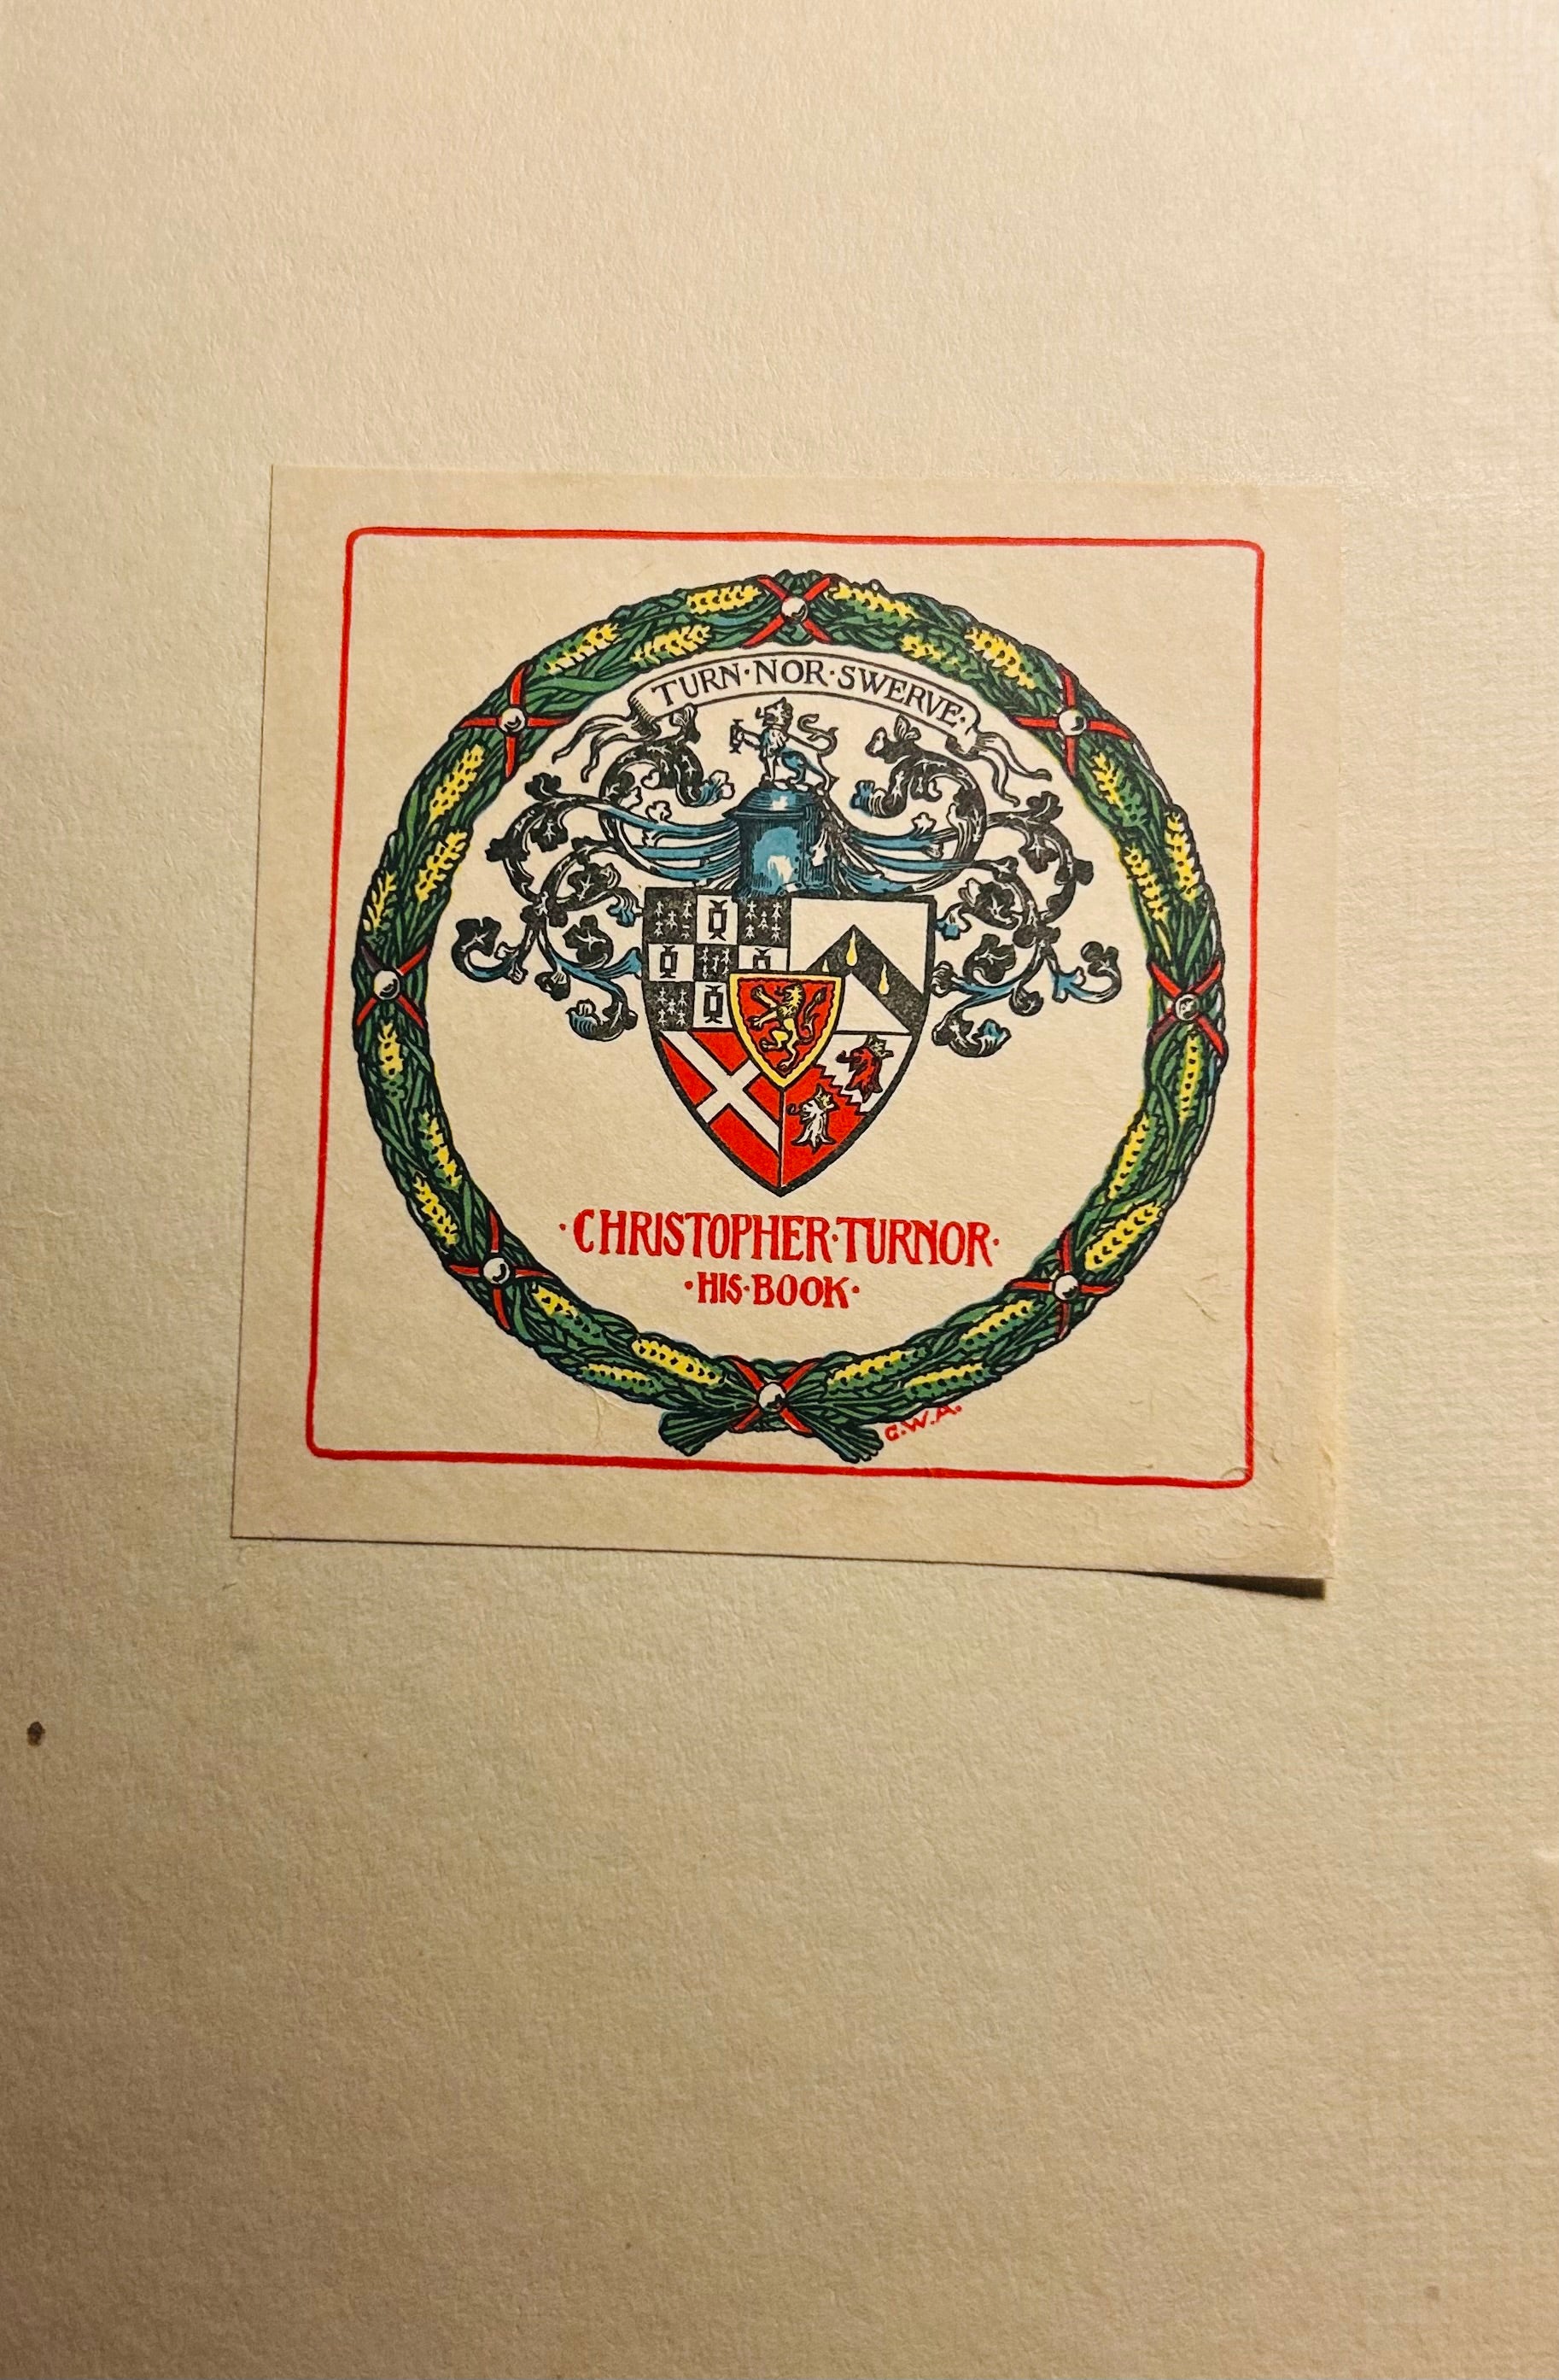 TURN·NOR·SWERVE·
·CHRISTOPHER·TURNOR·
·HIS·BOOK·
C.W.A.